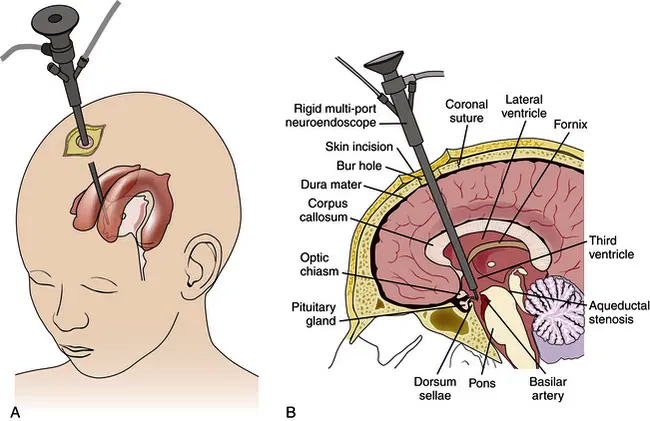 Rigid multi-port
neuroendoscope
Coronal
suture
Lateral
ventricle
Fornix
Skin incision
Bur hole
Dura mater
Corpus
callosum
Optic
chiasm
Pituitary
gland
Third
ventricle
Aqueductal
stenosis
Dorsum
sellae
Pons
Basilar
artery
A
B